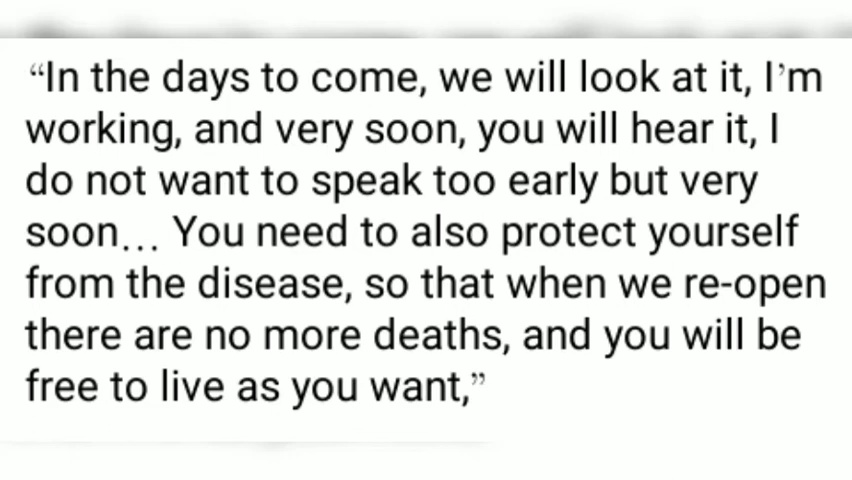 “In the days to come, we will look at it, I’m
working, and very soon, you will hear it, I
do not want to speak too early but very
soon… You need to also protect yourself
from the disease, so that when we re-open
there are no more deaths, and you will be
free to live as you want,”